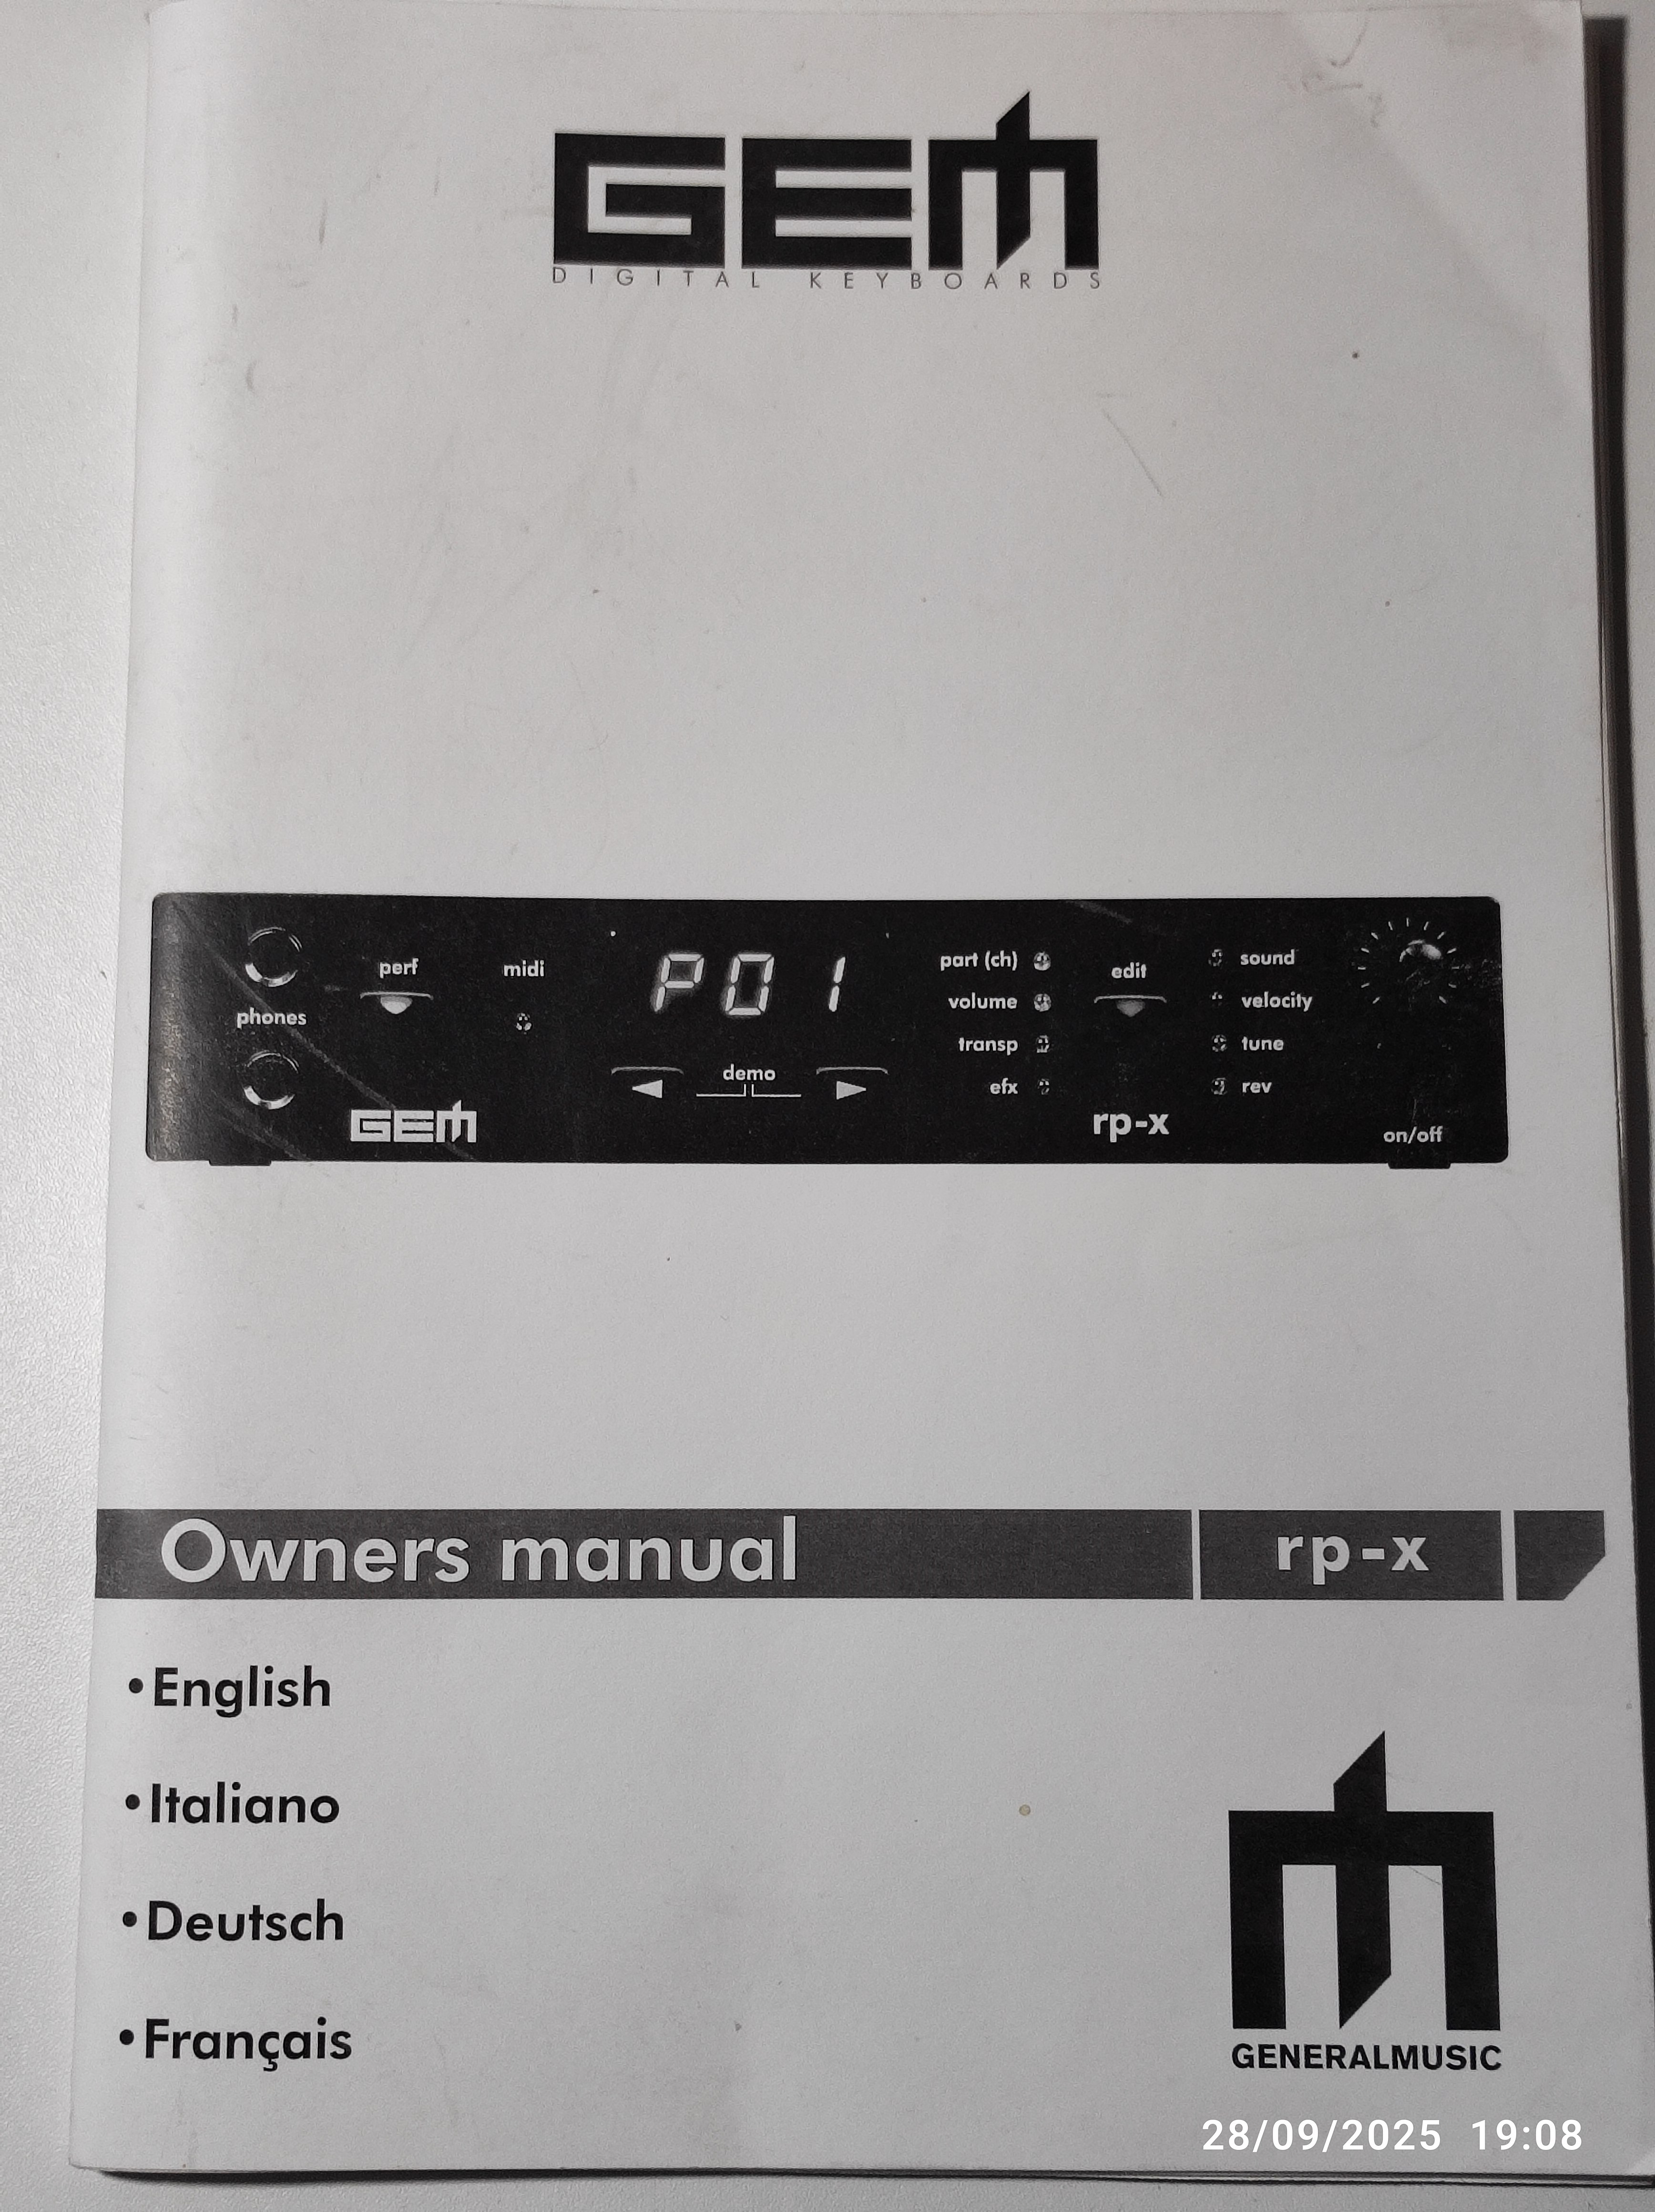 GEM
DIGITAL KEYBOARDS
perf
midi
P01
part (ch)
edit
sound
phones
volume
velocity
transp
tune
demo
efx
rev
GEM
rp-x
on/off
Owners manual
rp-x
•English
•Italiano
•Deutsch
•Français
GENERALMUSIC
28/09/2025 19:08